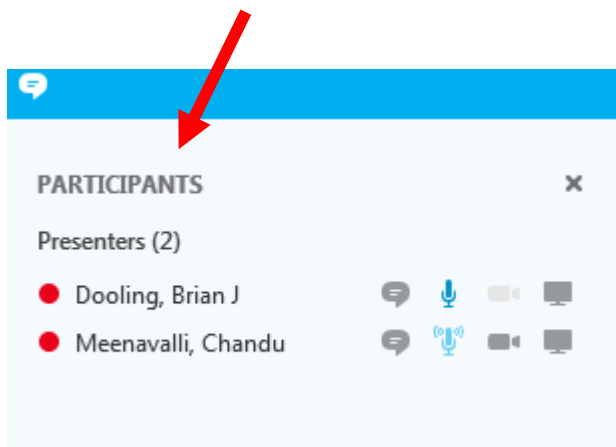 PARTICIPANTS
Presenters (2)
Dooling, Brian J
Meenavalli, Chandu